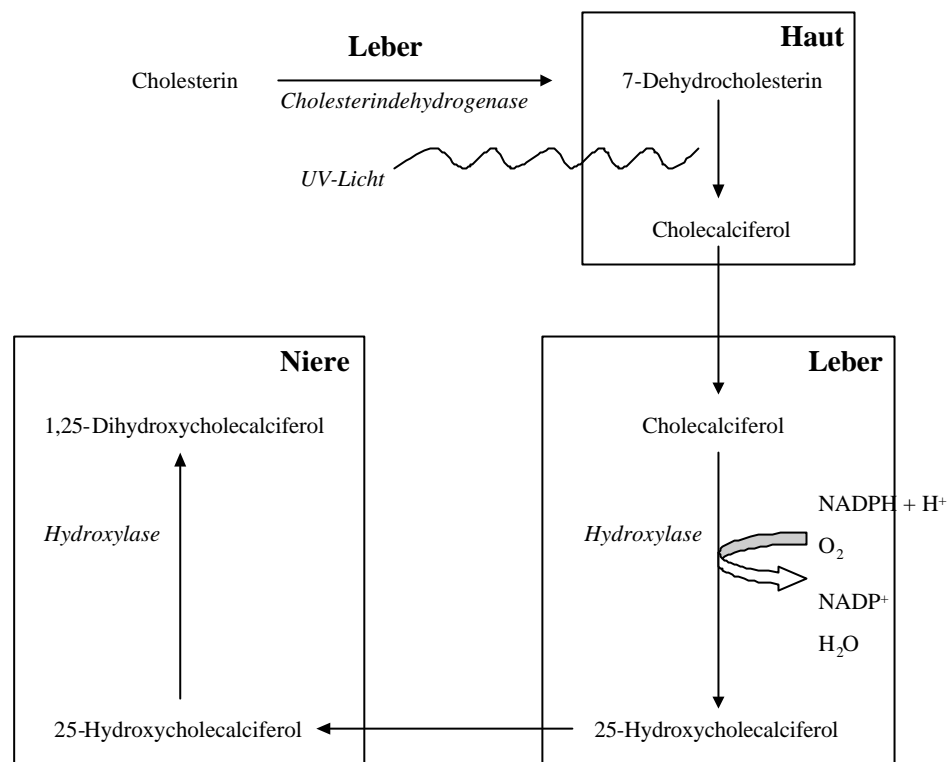 Leber
Haut
Cholesterin
7-Dehydrocholesterin
Cholesterindehydrogenase
UV-Licht
Cholecalciferol
Niere
Leber
1,25-Dihydroxycholecalciferol
Cholecalciferol
Hydroxylase
Hydroxylase
NADPH + H⁺
O₂
NADP⁺
H₂O
25-Hydroxycholecalciferol
25-Hydroxycholecalciferol